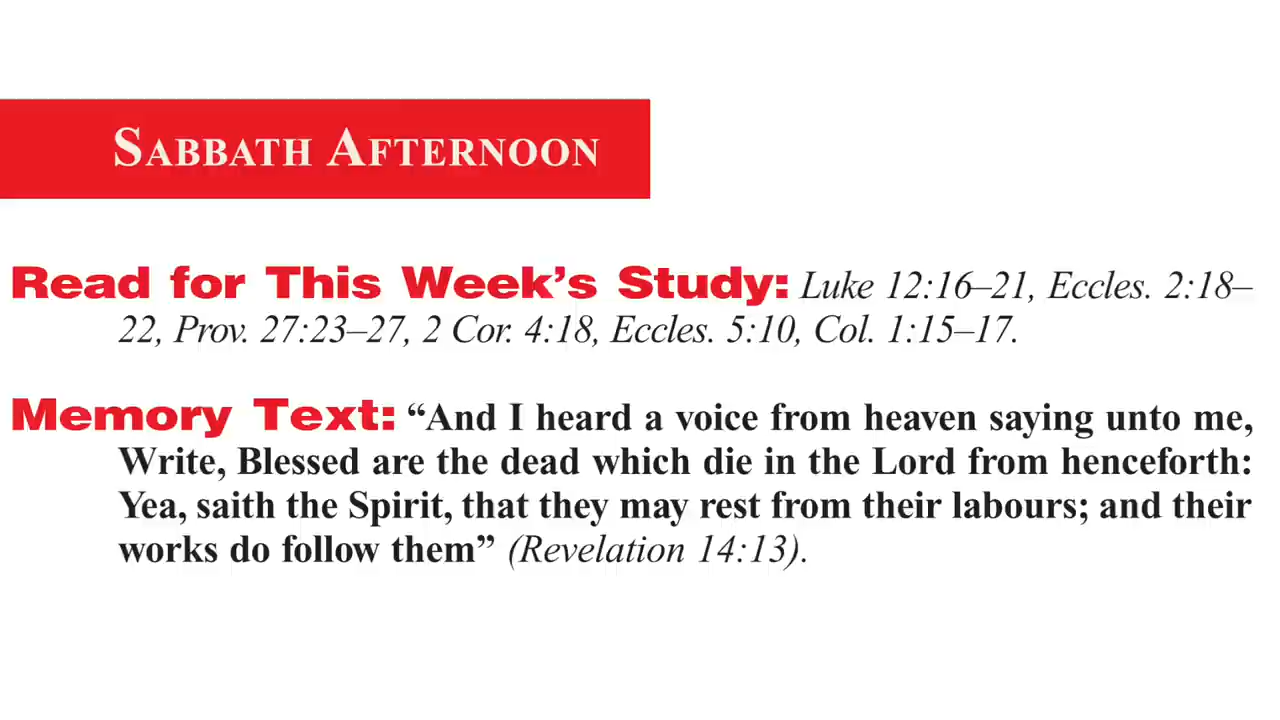 Sabbath Afternoon
Read for This Week’s Study: Luke 12:16–21, Eccles. 2:18–
22, Prov. 27:23–27, 2 Cor. 4:18, Eccles. 5:10, Col. 1:15–17.
Memory Text: “And I heard a voice from heaven saying unto me,
Write, Blessed are the dead which die in the Lord from henceforth:
Yea, saith the Spirit, that they may rest from their labours; and their
works do follow them” (Revelation 14:13).